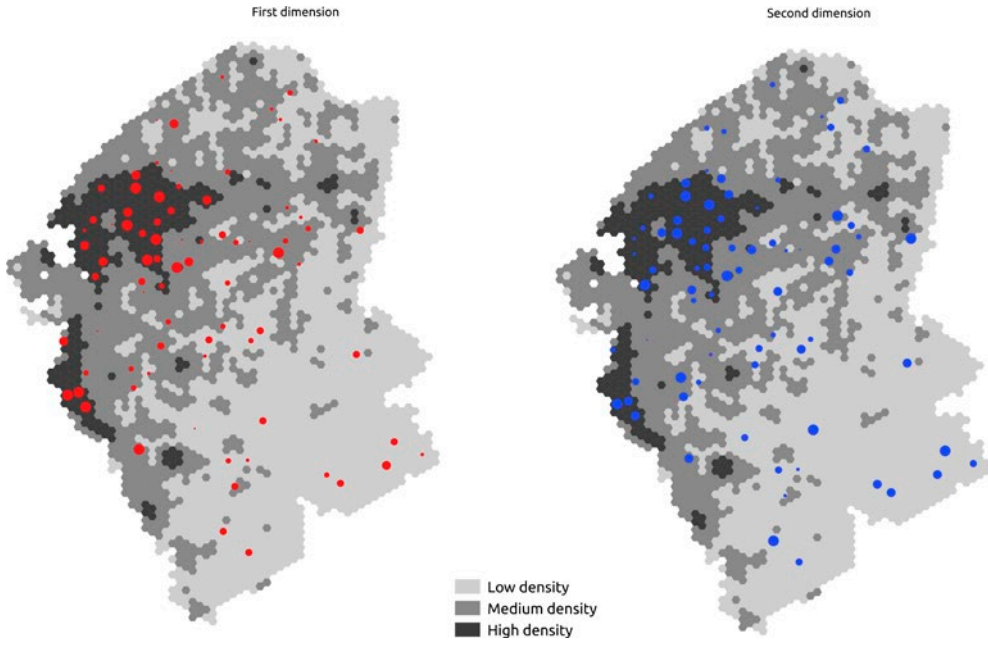 First dimension
Second dimension
Low density
Medium density
High density